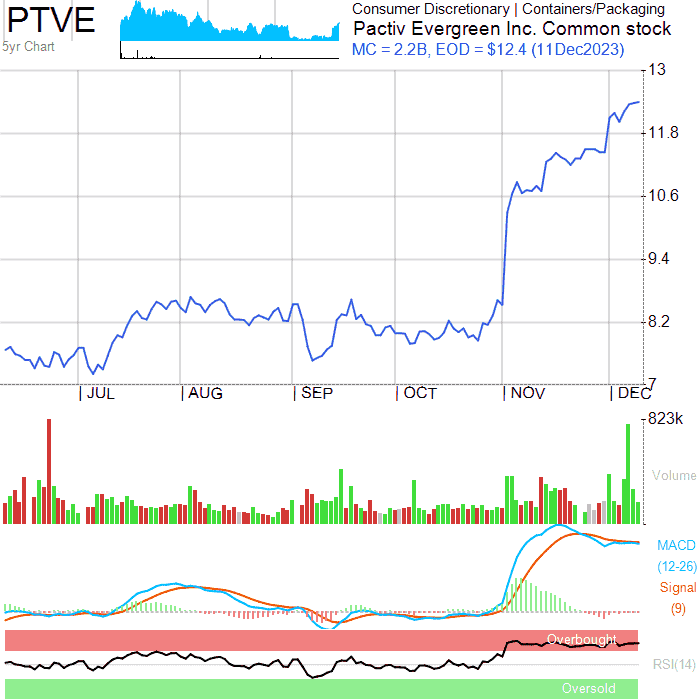 PTVE
5yr Chart
Consumer Discretionary | Containers/Packaging
Pactiv Evergreen Inc. Common stock
MC = 2.2B, EOD = $12.4 (11Dec2023)
13
11.8
10.6
9.4
8.2
7
JUL AUG SEP OCT NOV DEC
823k
Volume
MACD
(12-26)
Signal
(9)
Overbought
RSI(14)
Oversold